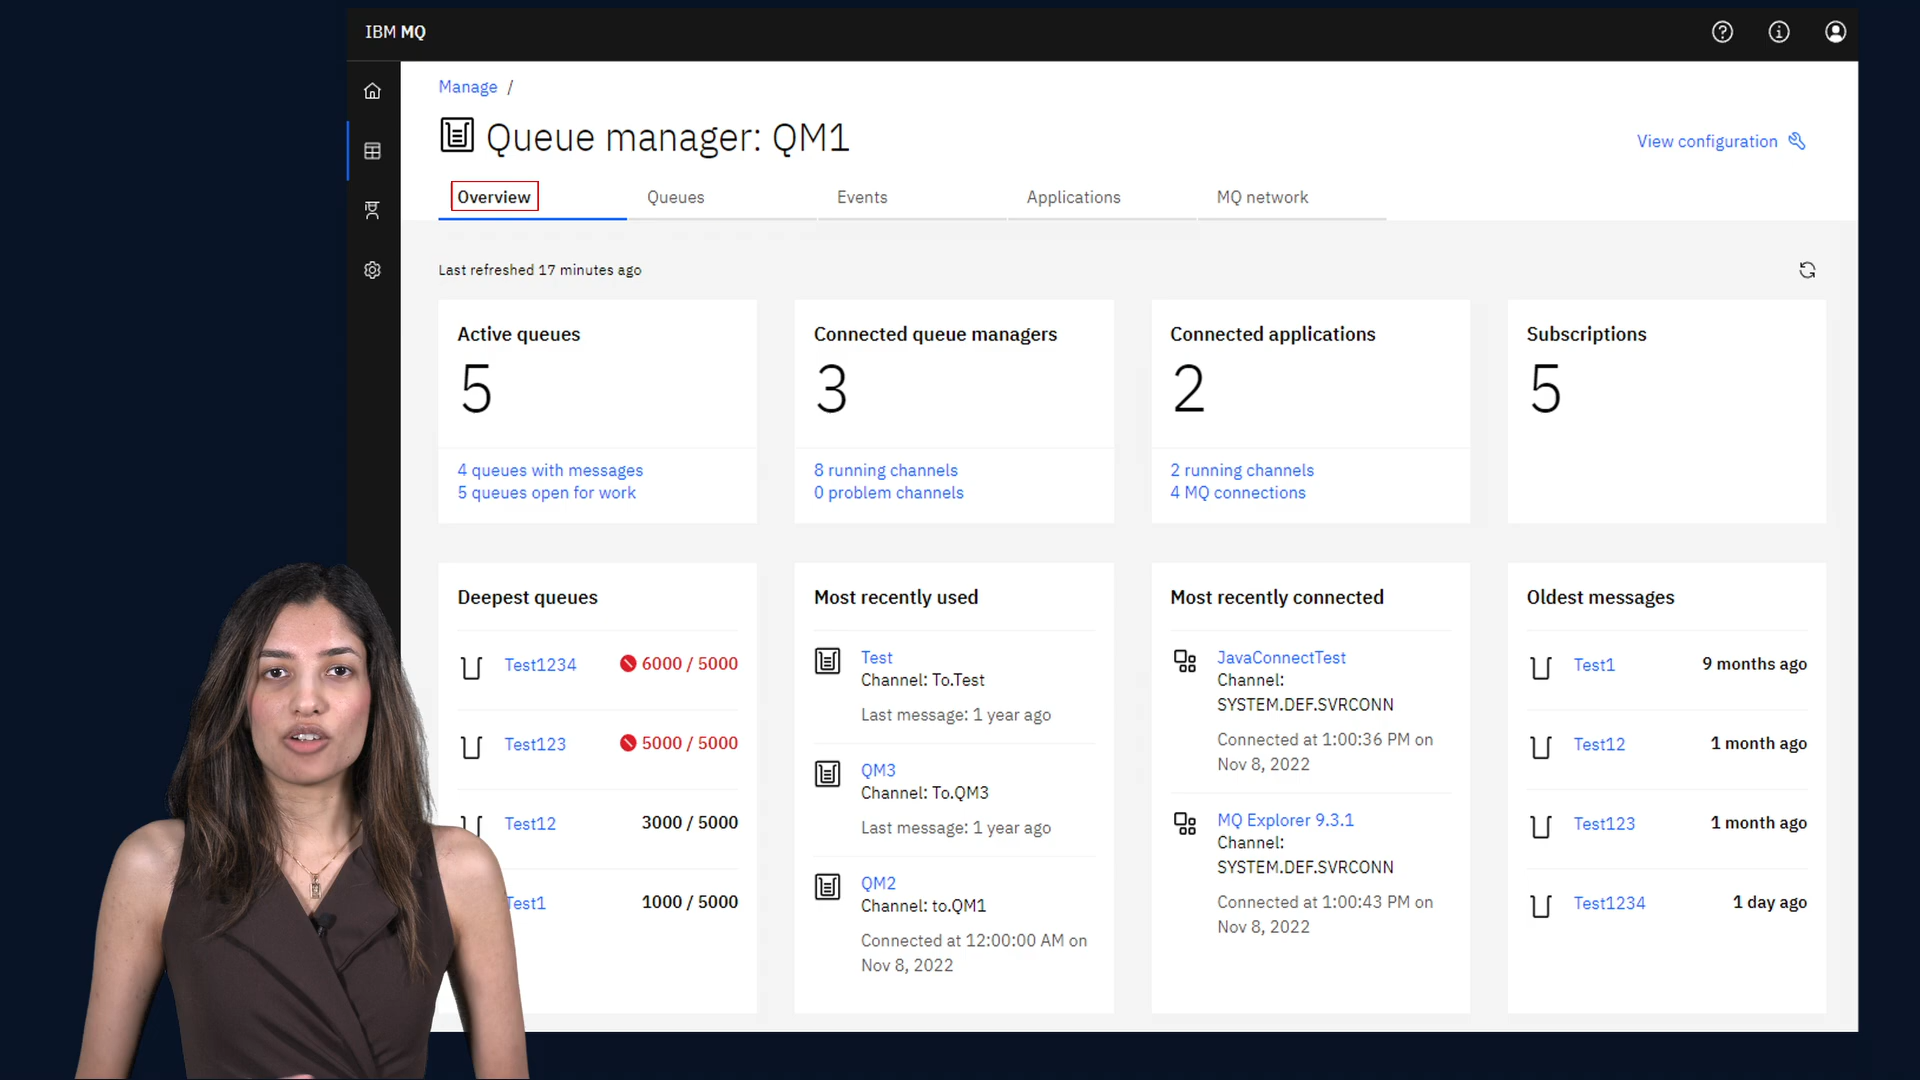 IBM MQ
Manage /
Queue manager: QM1
View configuration
Overview
Queues
Events
Applications
MQ network
Last refreshed 17 minutes ago
Active queues
5
4 queues with messages
5 queues open for work
Connected queue managers
3
8 running channels
0 problem channels
Connected applications
2
2 running channels
4 MQ connections
Subscriptions
5
Deepest queues
Test1234 6000 / 5000
Test123 5000 / 5000
Test12 3000 / 5000
Test1 1000 / 5000
Most recently used
Test
Channel: To.Test
Last message: 1 year ago
QM3
Channel: To.QM3
Last message: 1 year ago
QM2
Channel: to.QM1
Connected at 12:00:00 AM on
Nov 8, 2022
Most recently connected
JavaConnectTest
Channel:
SYSTEM.DEF.SVRCONN
Connected at 1:00:36 PM on
Nov 8, 2022
MQ Explorer 9.3.1
Channel:
SYSTEM.DEF.SVRCONN
Connected at 1:00:43 PM on
Nov 8, 2022
Oldest messages
Test1 9 months ago
Test12 1 month ago
Test123 1 month ago
Test1234 1 day ago